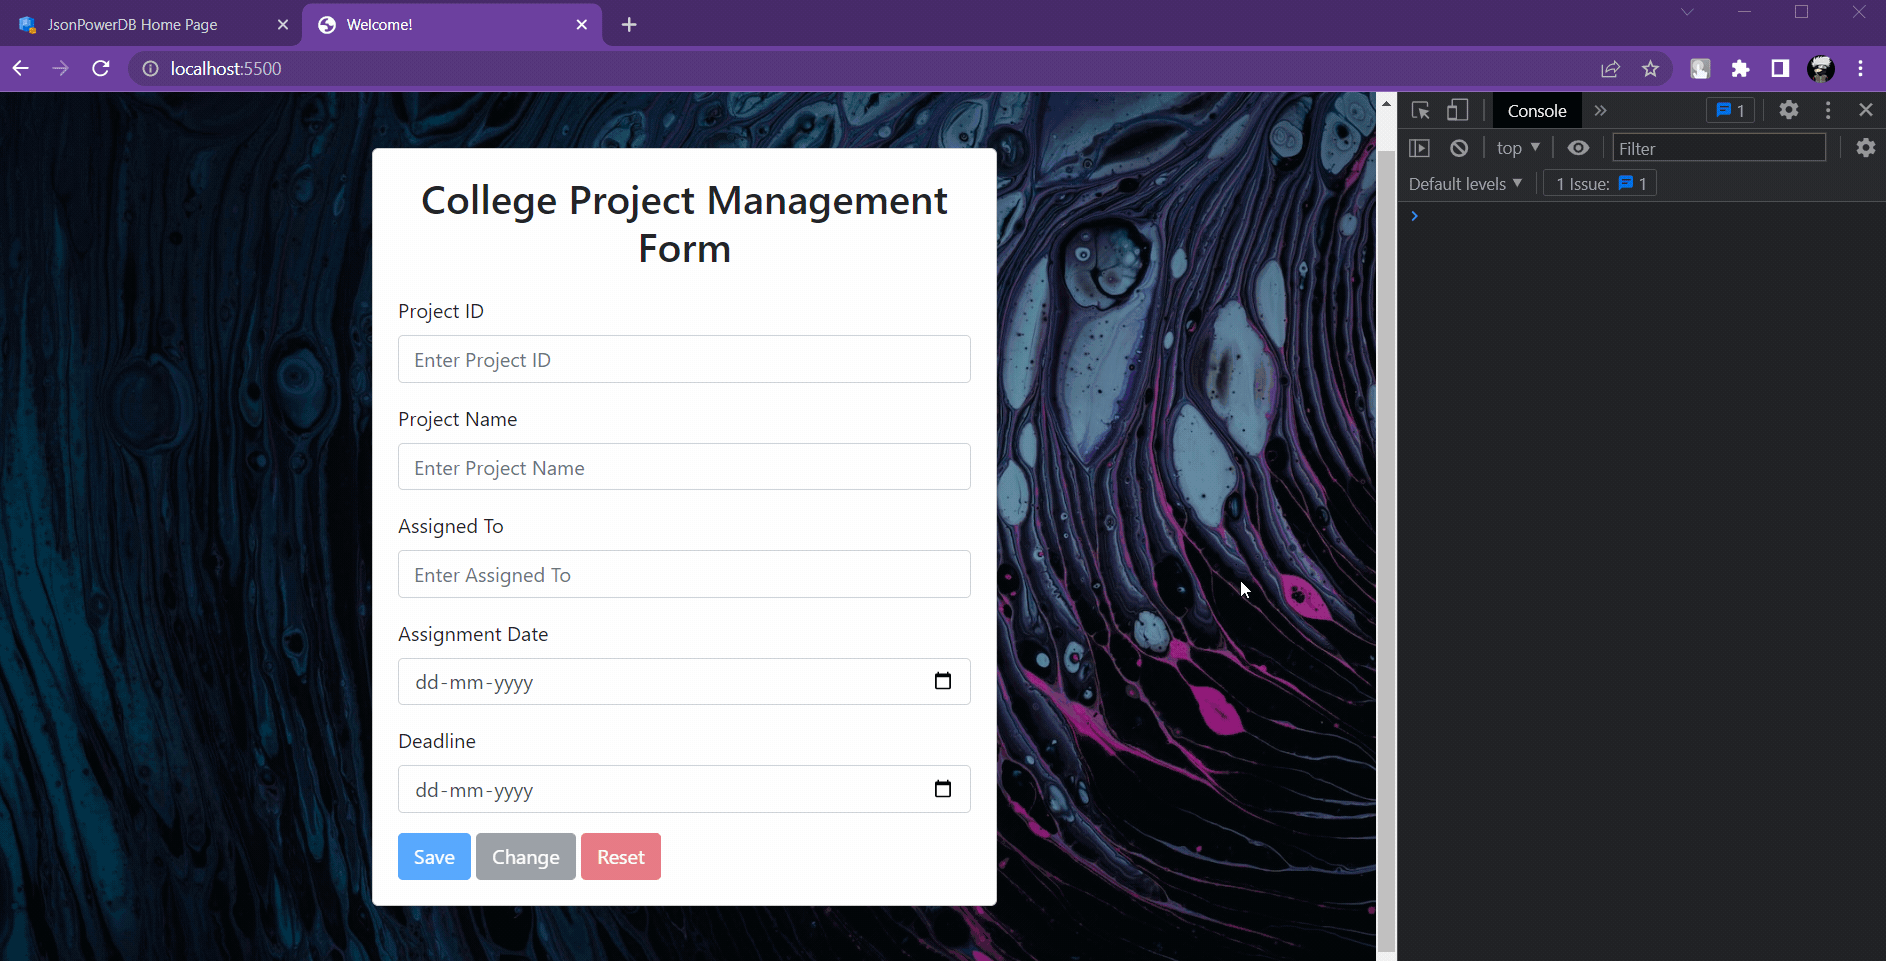 JsonPowerDB Home Page
Welcome!
localhost:5500
Console
1
top
Filter
Default levels
1 Issue: 1
College Project Management
Form
Project ID
Enter Project ID
Project Name
Enter Project Name
Assigned To
Enter Assigned To
Assignment Date
dd-mm-yyyy
Deadline
dd-mm-yyyy
Save Change Reset